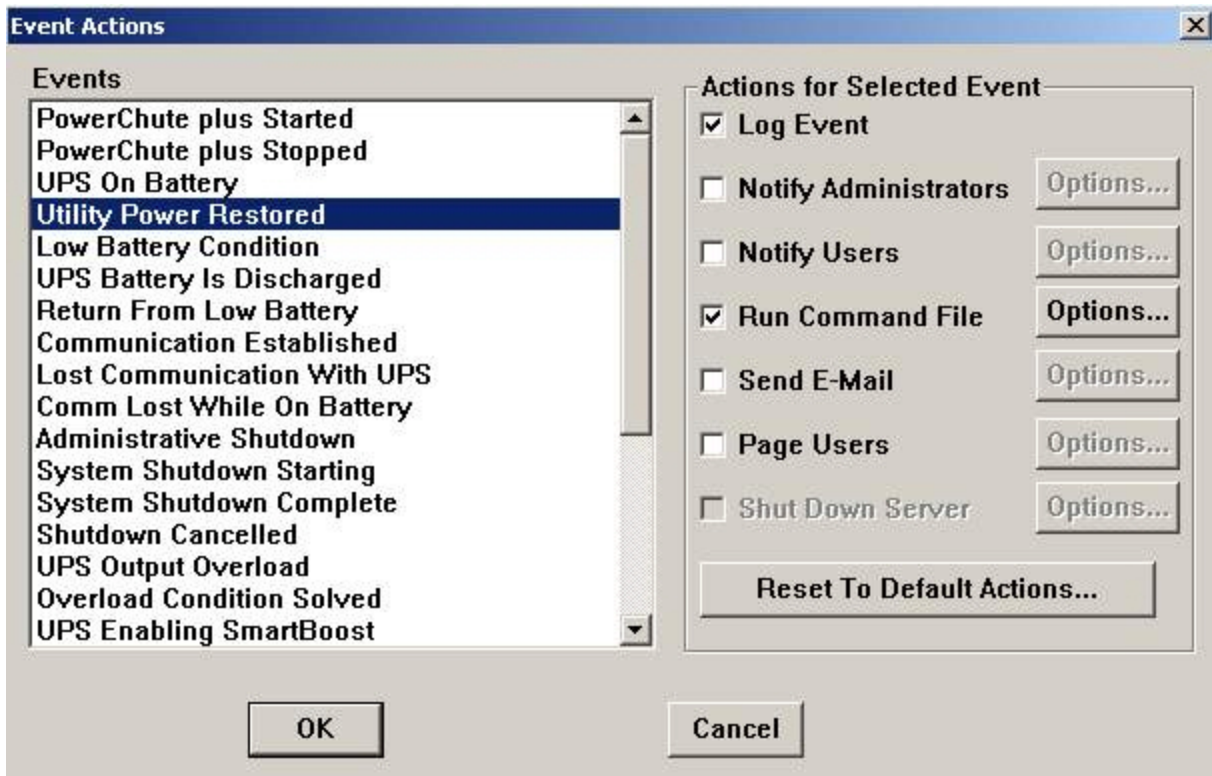 Event Actions
Events
PowerChute plus Started
PowerChute plus Stopped
UPS On Battery
Utility Power Restored
Low Battery Condition
UPS Battery Is Discharged
Return From Low Battery
Communication Established
Lost Communication With UPS
Comm Lost While On Battery
Administrative Shutdown
System Shutdown Starting
System Shutdown Complete
Shutdown Cancelled
UPS Output Overload
Overload Condition Solved
UPS Enabling SmartBoost
Actions for Selected Event
Log Event
Notify Administrators Options...
Notify Users Options...
Run Command File Options...
Send E-Mail Options...
Page Users Options...
Shut Down Server Options...
Reset To Default Actions...
OK Cancel